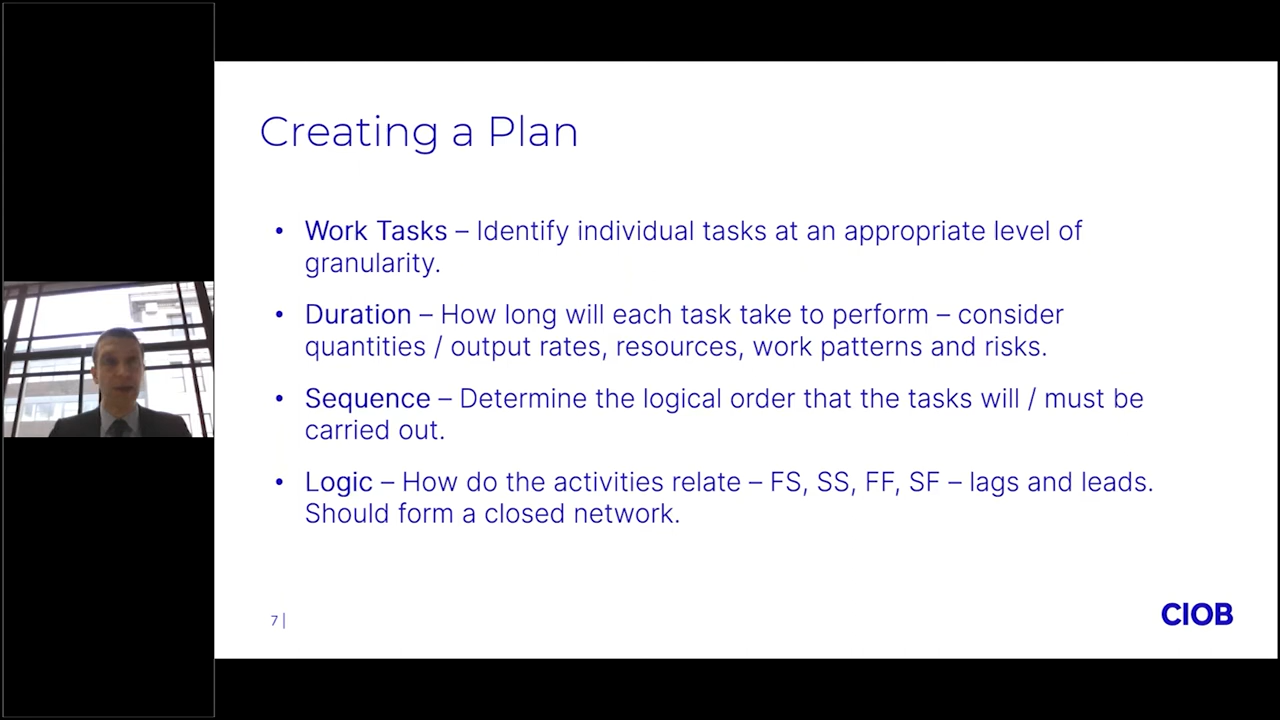 Creating a Plan
• Work Tasks – Identify individual tasks at an appropriate level of
granularity.
• Duration – How long will each task take to perform – consider
quantities / output rates, resources, work patterns and risks.
• Sequence – Determine the logical order that the tasks will / must be
carried out.
• Logic – How do the activities relate – FS, SS, FF, SF – lags and leads.
Should form a closed network.
7 |
CIOB